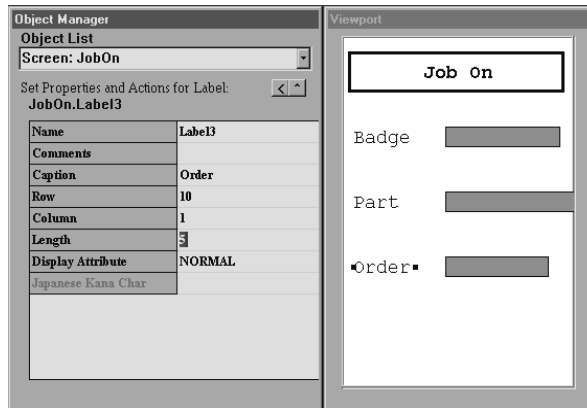 Object Manager
Object List
Screen: JobOn
Set Properties and Actions for Label:
JobOn.Label3
Name Label3
Comments
Caption Order
Row 10
Column 1
Length 5
Display Attribute NORMAL
Japanese Kana Char
Viewport
Job On
Badge
Part
Order